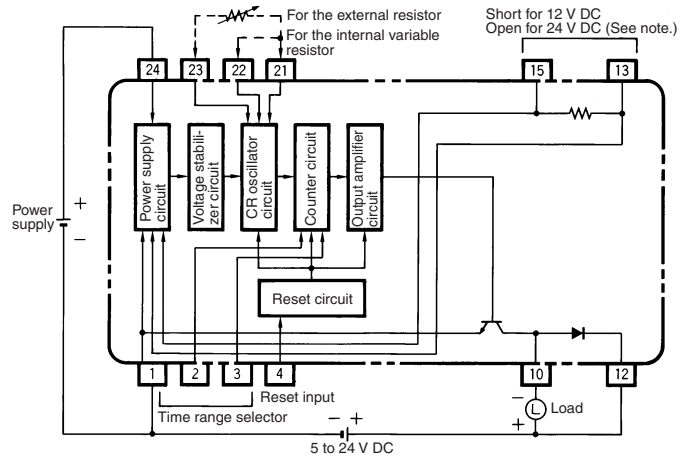 For the external resistor
For the internal variable
resistor
Short for 12 V DC
Open for 24 V DC (See note.)
24
23
22
21
15
13
Power supply
circuit
Voltage stabili-
zer circuit
CR oscillator
circuit
Counter circuit
Output amplifier
circuit
Power
supply
+
−
Reset circuit
1
2
3
4
10
12
Reset input
Time range selector
− +
5 to 24 V DC
−
+
L
Load